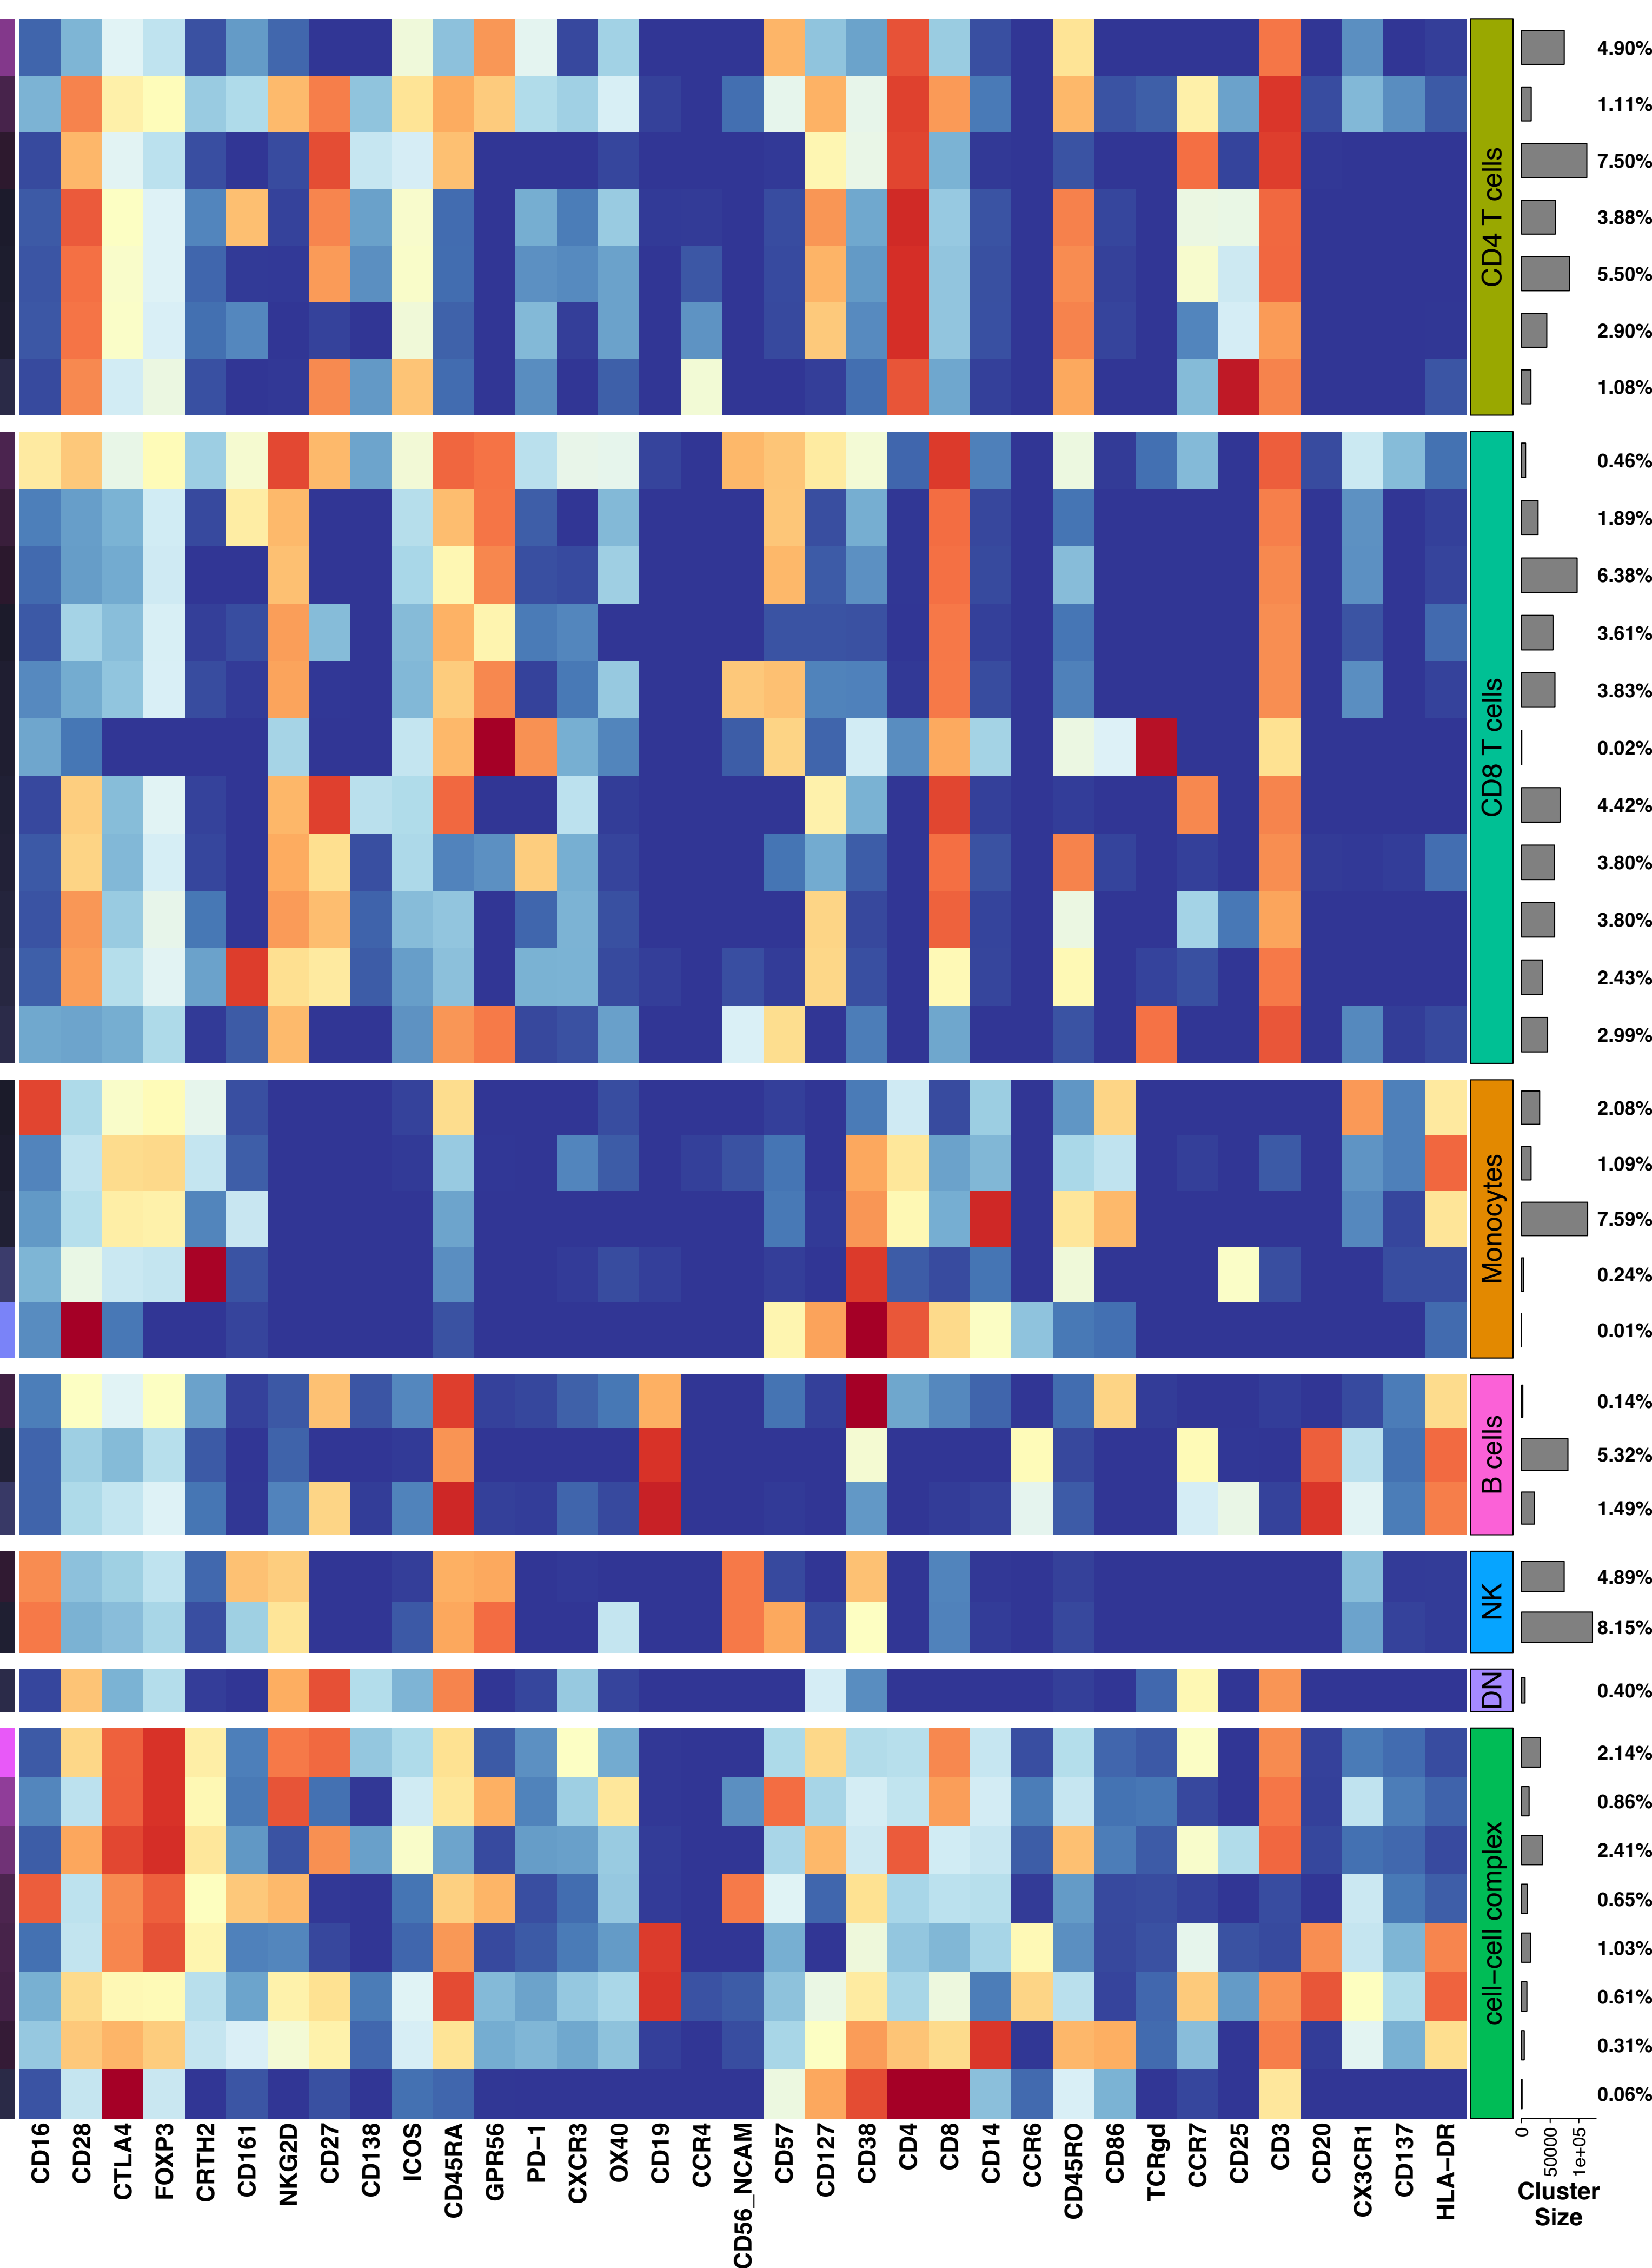 CD4 T cells
4.90%
1.11%
7.50%
3.88%
5.50%
2.90%
1.08%
CD8 T cells
0.46%
1.89%
6.38%
3.61%
3.83%
0.02%
4.42%
3.80%
3.80%
2.43%
2.99%
Monocytes
2.08%
1.09%
7.59%
0.24%
0.01%
B cells
0.14%
5.32%
1.49%
NK
4.89%
8.15%
DN
0.40%
cell−cell complex
2.14%
0.86%
2.41%
0.65%
1.03%
0.61%
0.31%
0.06%
CD16
CD28
CTLA4
FOXP3
CRTH2
CD161
NKG2D
CD27
CD138
ICOS
CD45RA
GPR56
PD−1
CXCR3
OX40
CD19
CCR4
CD56_NCAM
CD57
CD127
CD38
CD4
CD8
CD14
CCR6
CD45RO
CD86
TCRgd
CCR7
CD25
CD3
CD20
CX3CR1
CD137
HLA−DR
0
50000
1e+05
Cluster
Size